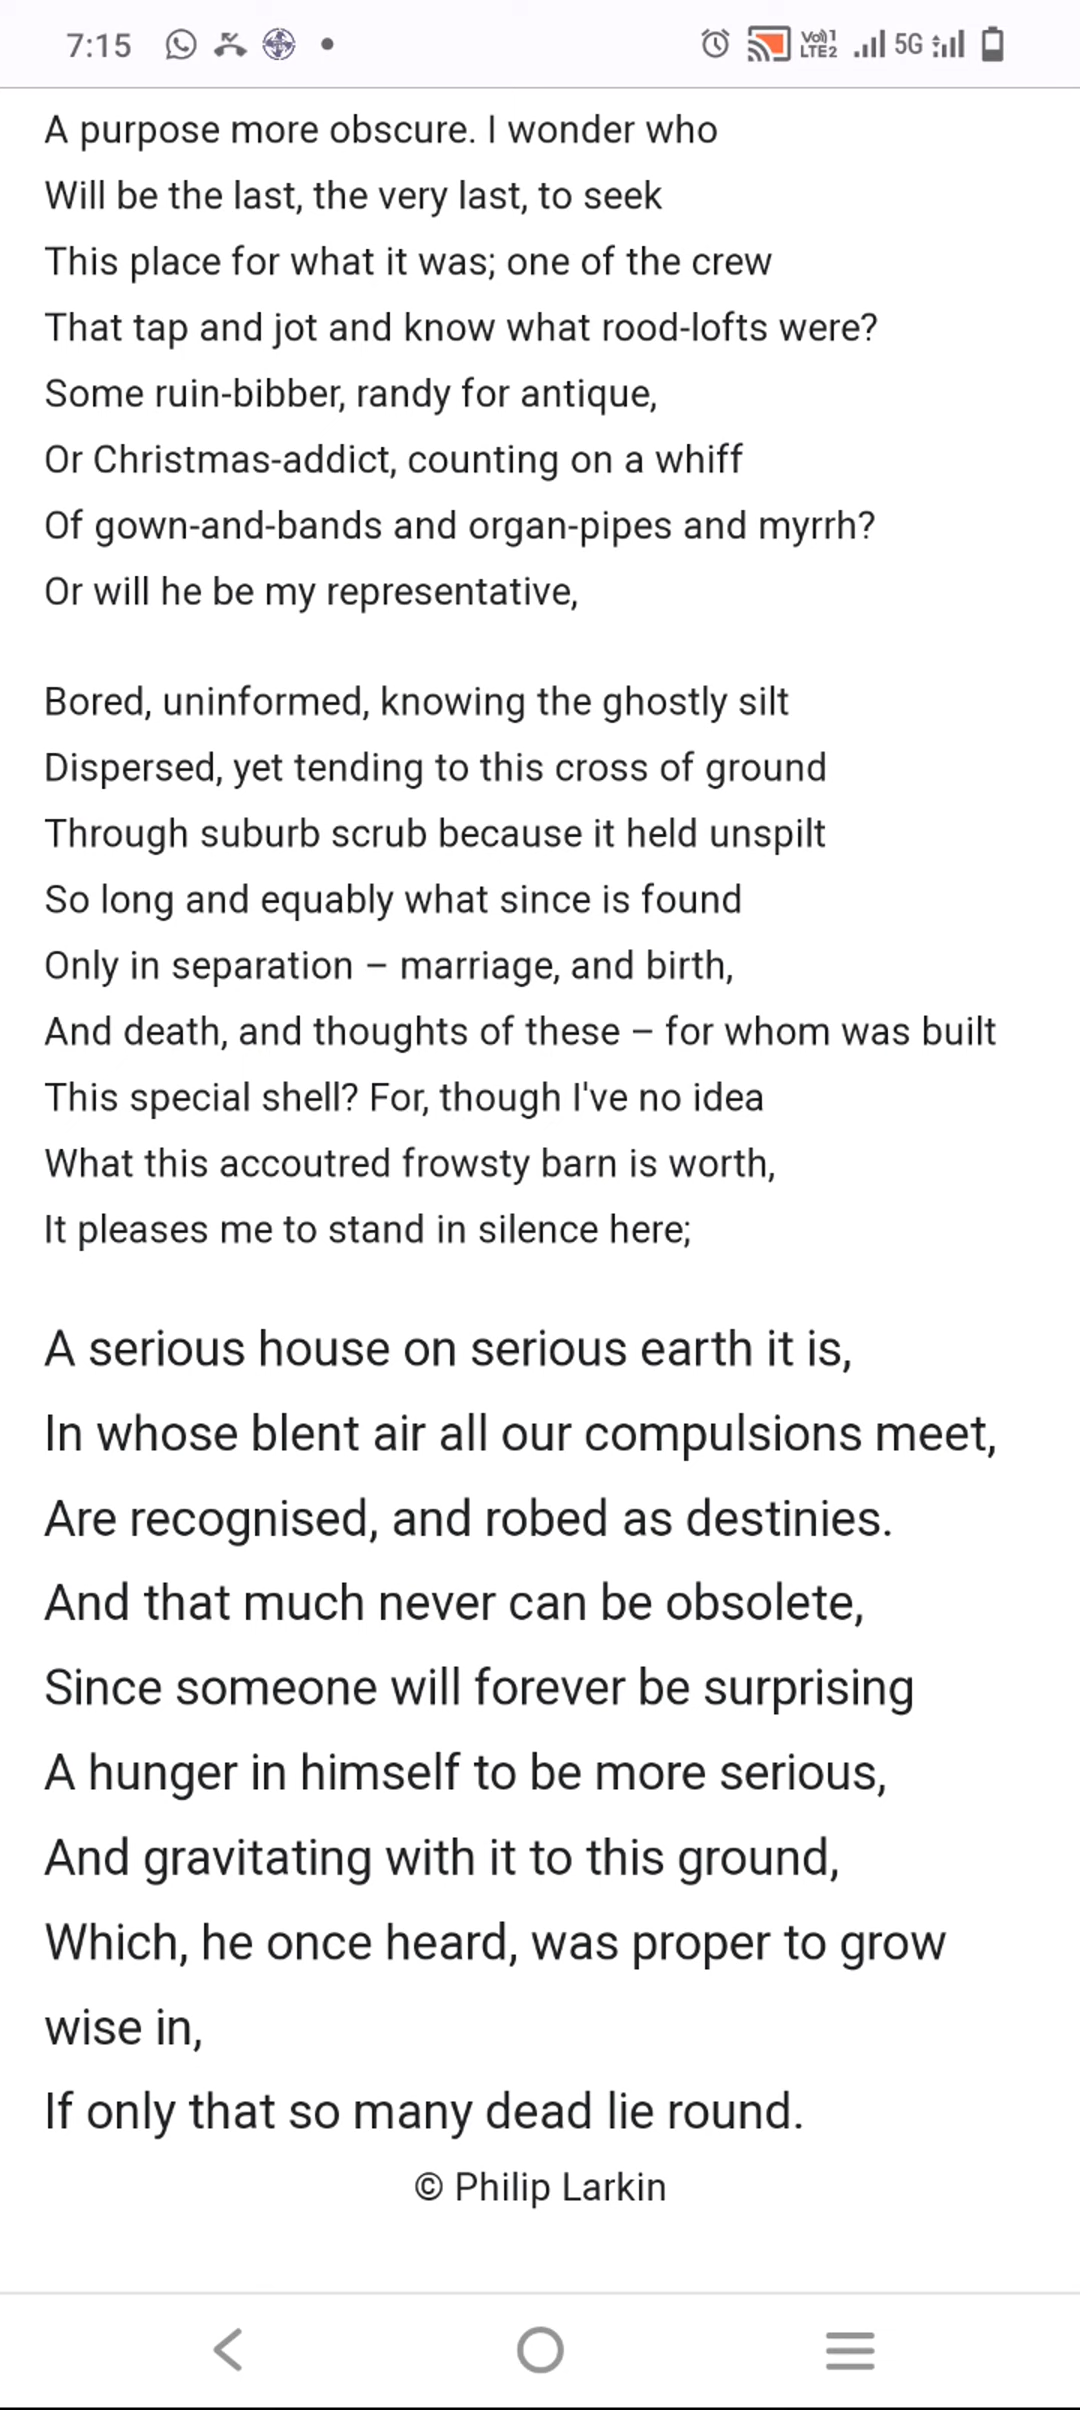 7:15 Vo)) 1 LTE2 5G
A purpose more obscure. I wonder who
Will be the last, the very last, to seek
This place for what it was; one of the crew
That tap and jot and know what rood-lofts were?
Some ruin-bibber, randy for antique,
Or Christmas-addict, counting on a whiff
Of gown-and-bands and organ-pipes and myrrh?
Or will he be my representative,
Bored, uninformed, knowing the ghostly silt
Dispersed, yet tending to this cross of ground
Through suburb scrub because it held unspilt
So long and equably what since is found
Only in separation – marriage, and birth,
And death, and thoughts of these – for whom was built
This special shell? For, though I've no idea
What this accoutred frowsty barn is worth,
It pleases me to stand in silence here;
A serious house on serious earth it is,
In whose blent air all our compulsions meet,
Are recognised, and robed as destinies.
And that much never can be obsolete,
Since someone will forever be surprising
A hunger in himself to be more serious,
And gravitating with it to this ground,
Which, he once heard, was proper to grow
wise in,
If only that so many dead lie round.
© Philip Larkin